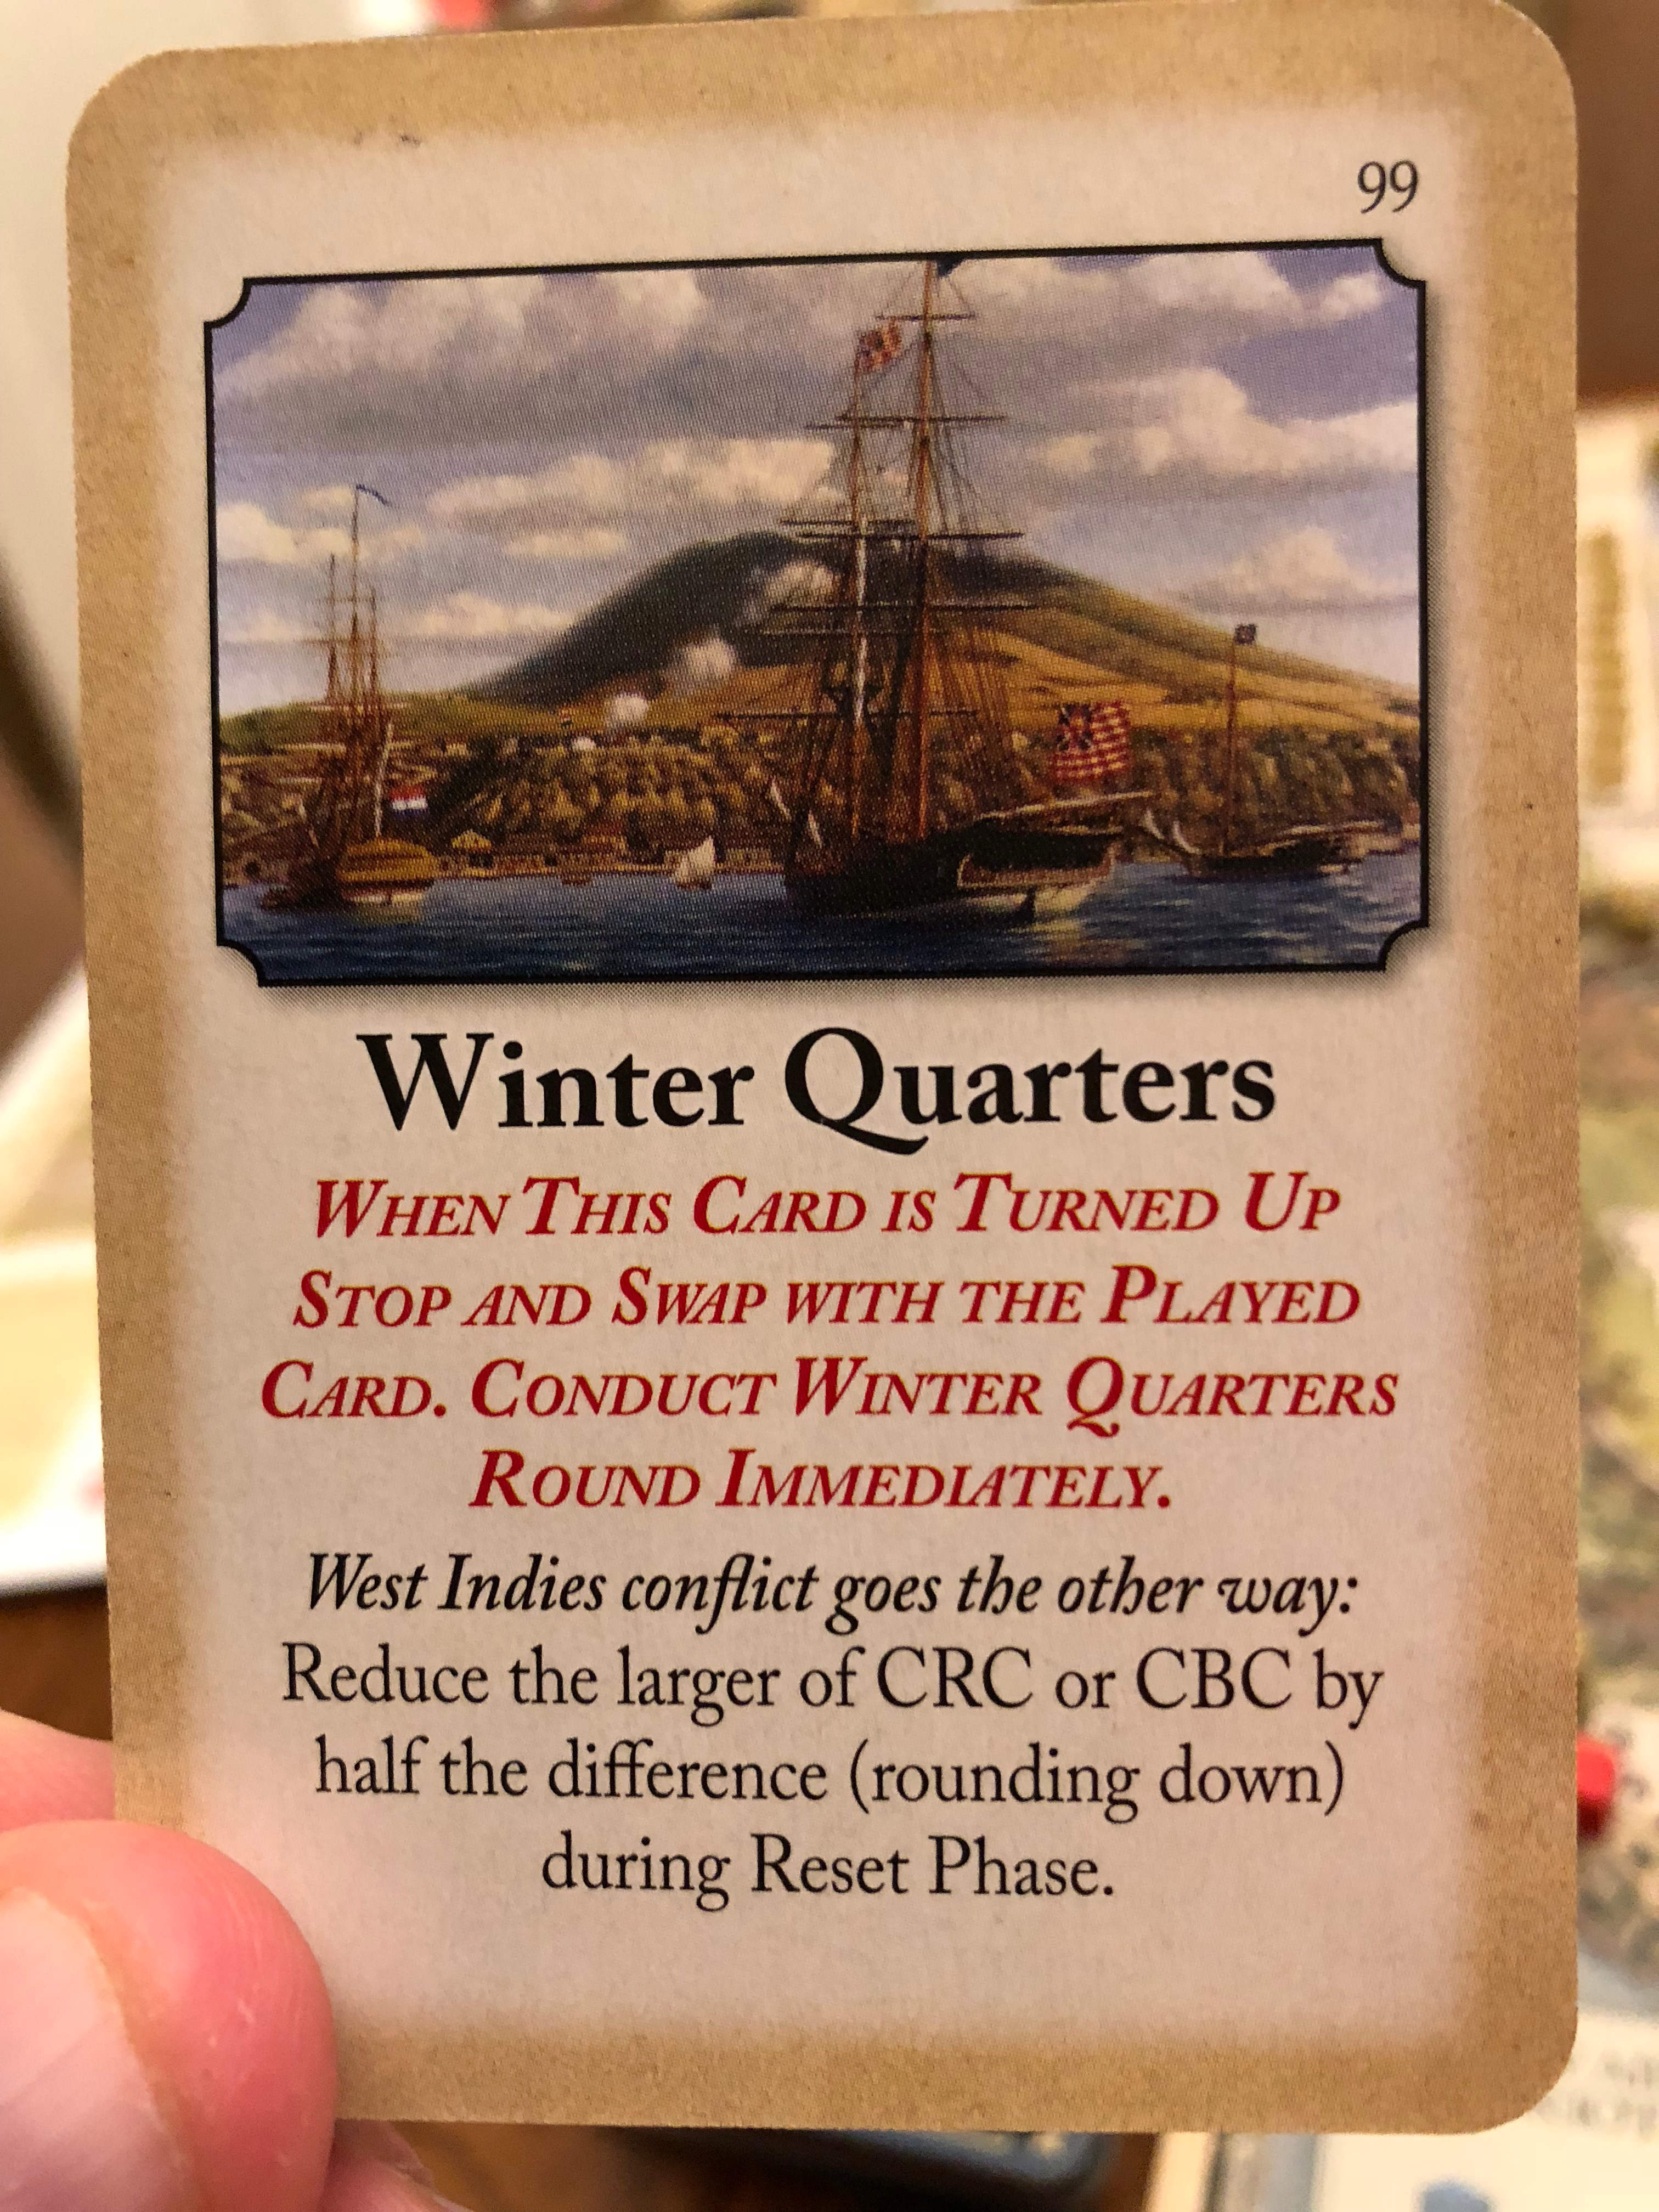 99
Winter Quarters
When This Card is Turned Up
Stop and Swap with the Played
Card. Conduct Winter Quarters
Round Immediately.
West Indies conflict goes the other way:
Reduce the larger of CRC or CBC by
half the difference (rounding down)
during Reset Phase.